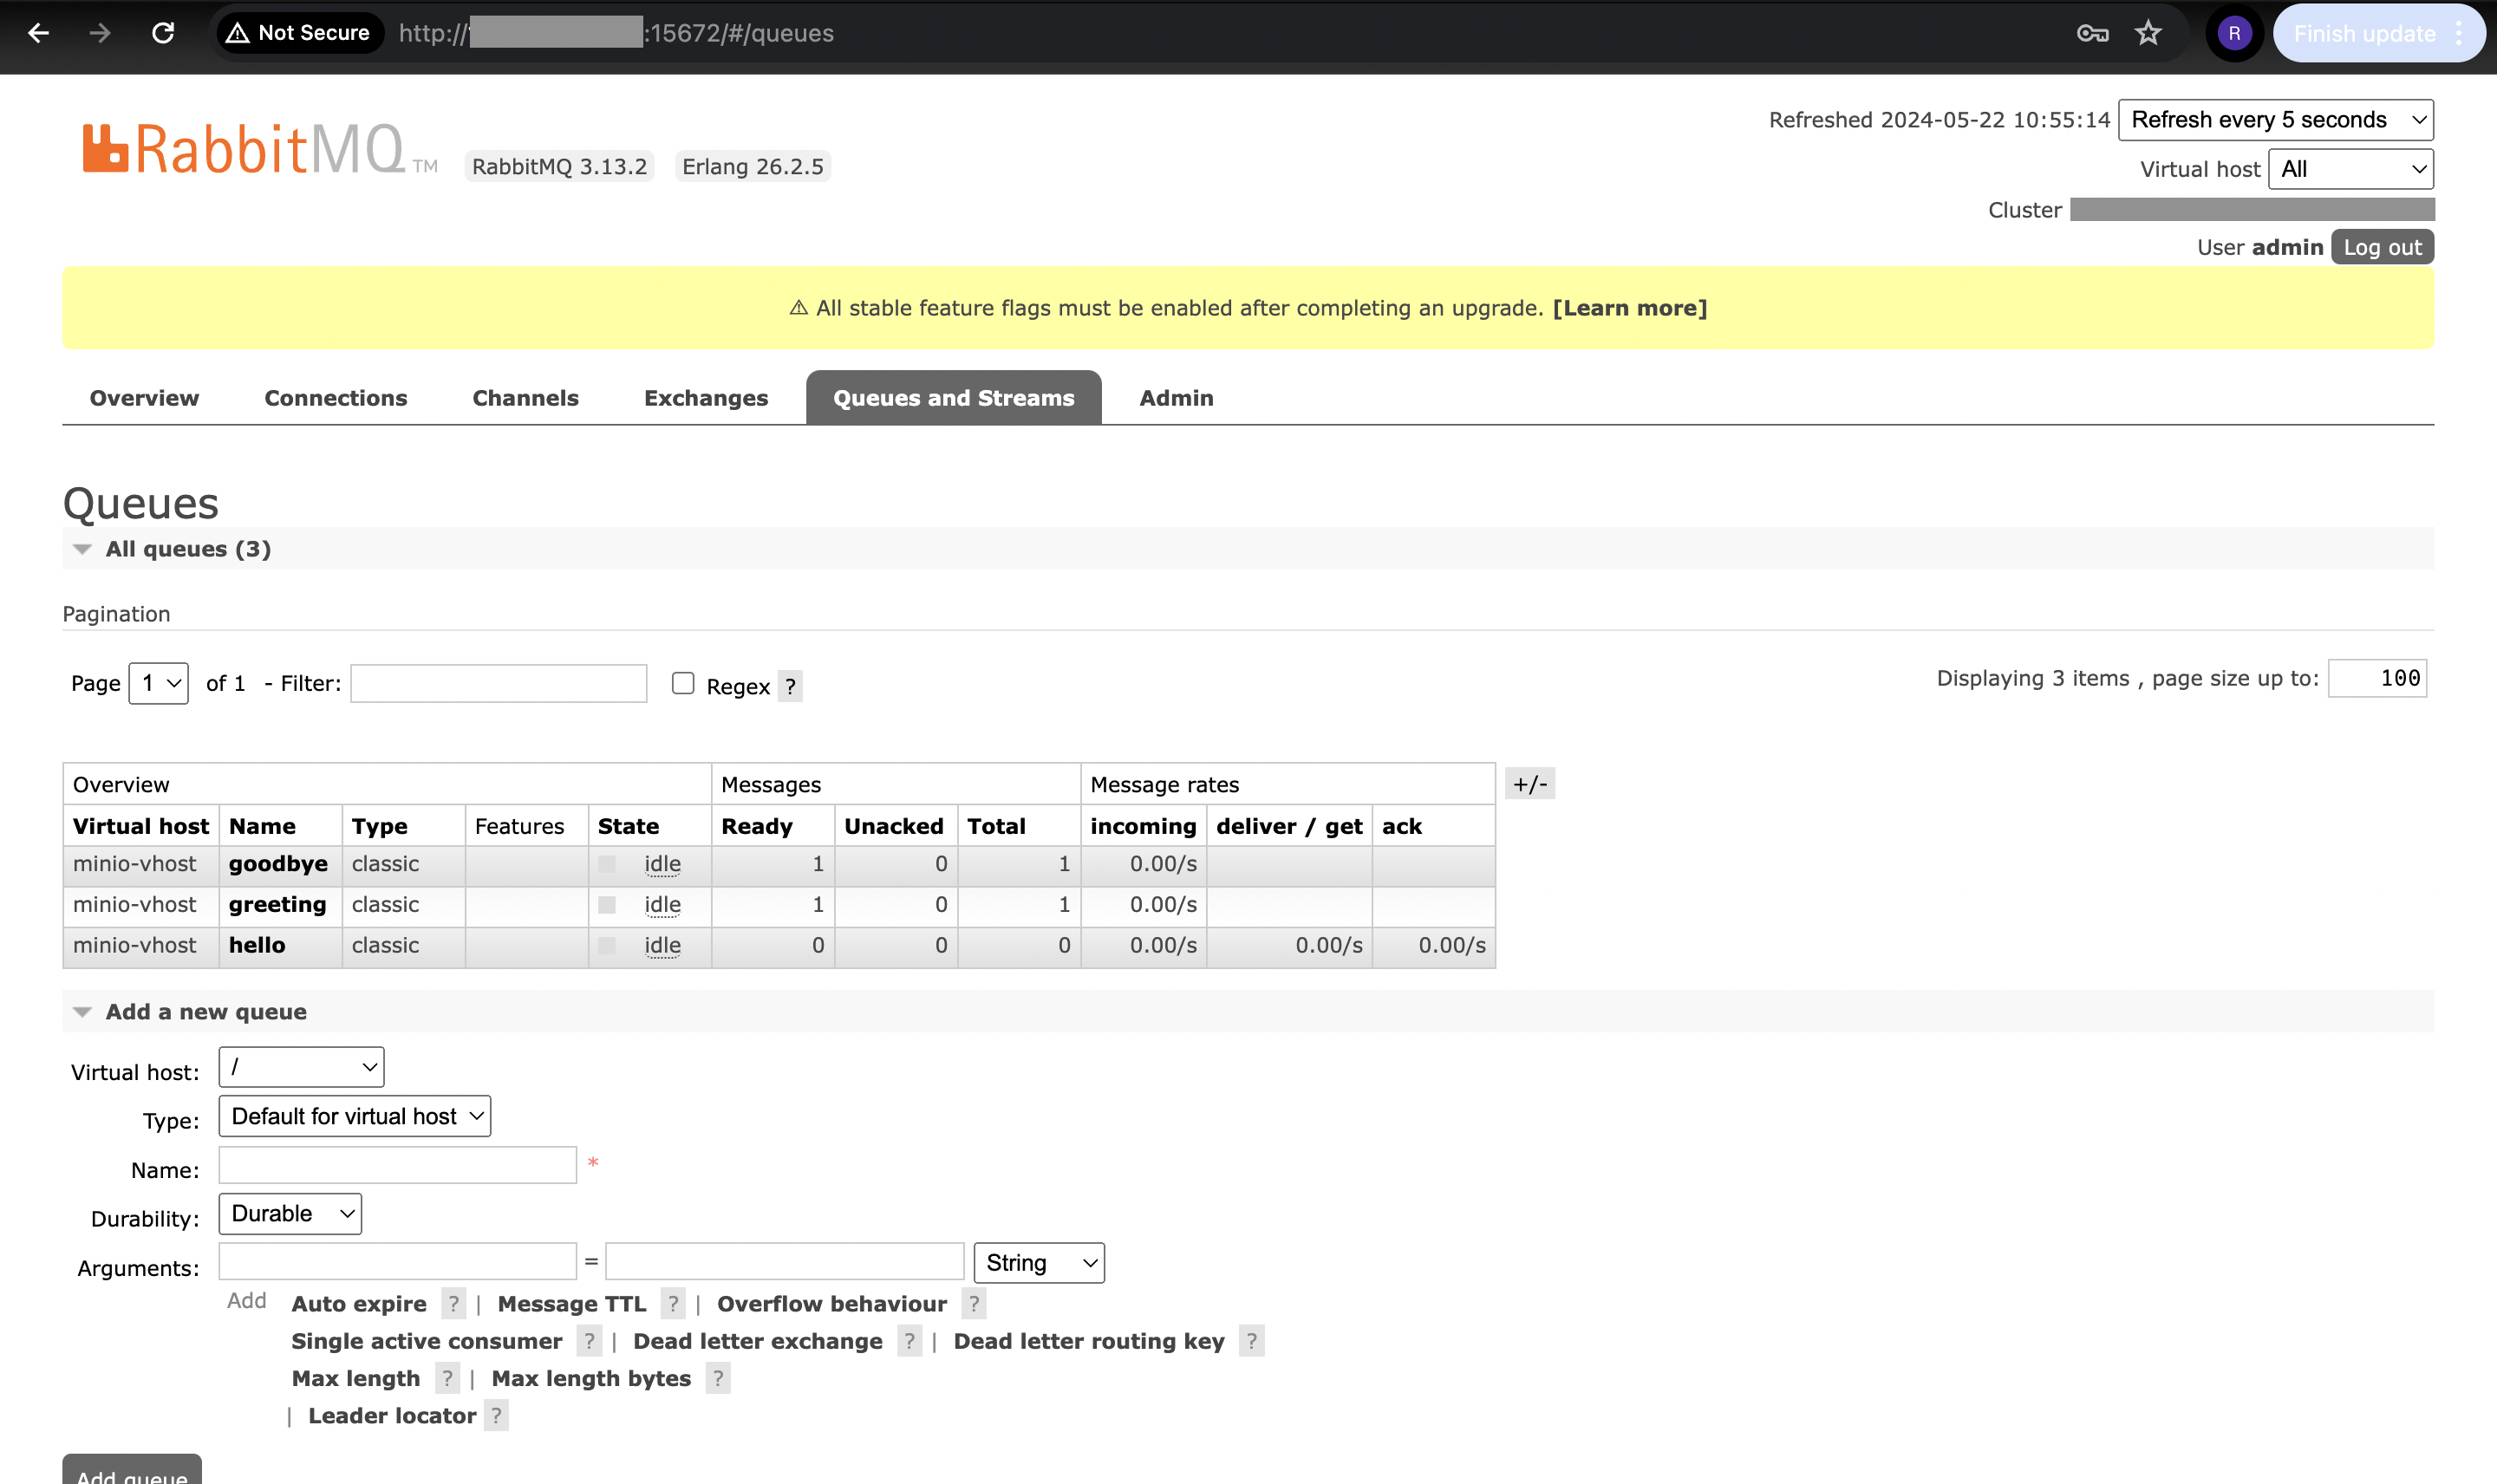 Not Secure http:// :15672/#/queues R Finish update
Refreshed 2024-05-22 10:55:14 Refresh every 5 seconds
RabbitMQ TM RabbitMQ 3.13.2 Erlang 26.2.5
Virtual host All
Cluster
User admin Log out
⚠ All stable feature flags must be enabled after completing an upgrade. [Learn more]
Overview Connections Channels Exchanges Queues and Streams Admin
Queues
All queues (3)
Pagination
Page 1 of 1 - Filter: Regex ? Displaying 3 items , page size up to: 100
Overview Messages Message rates +/-
Virtual host Name Type Features State Ready Unacked Total incoming deliver / get ack
minio-vhost goodbye classic idle 1 0 1 0.00/s
minio-vhost greeting classic idle 1 0 1 0.00/s
minio-vhost hello classic idle 0 0 0 0.00/s 0.00/s 0.00/s
Add a new queue
Virtual host: /
Type: Default for virtual host
Name: *
Durability: Durable
Arguments: = String
Add Auto expire ? | Message TTL ? | Overflow behaviour ?
Single active consumer ? | Dead letter exchange ? | Dead letter routing key ?
Max length ? | Max length bytes ?
| Leader locator ?
Add queue